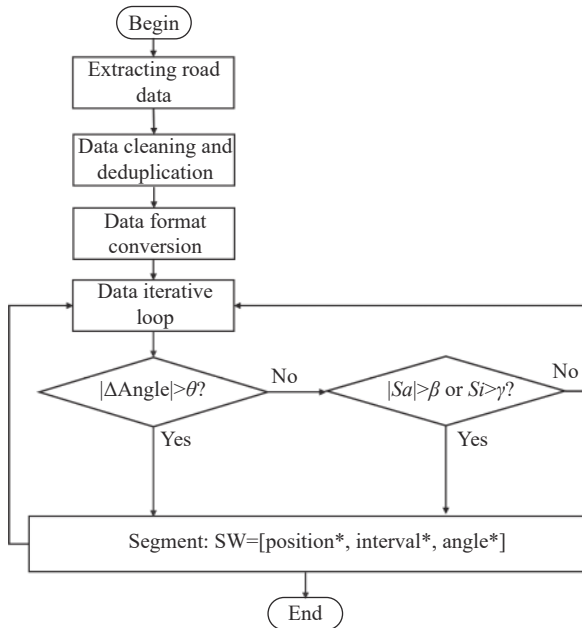 Begin
Extracting road
data
Data cleaning and
deduplication
Data format
conversion
Data iterative
loop
|ΔAngle|>θ?
No
|Sa|>β or Si>γ?
No
Yes
Yes
Segment: SW=[position*, interval*, angle*]
End